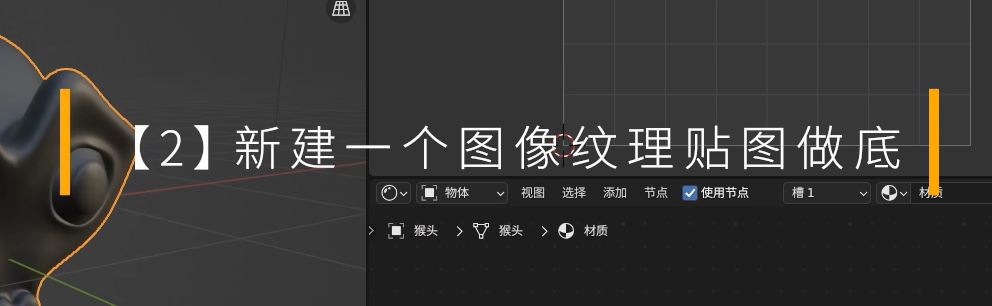 【2】新建一个图像纹理贴图做底
物体 视图 选择 添加 节点 使用节点 槽 1 材质
猴头 猴头 材质